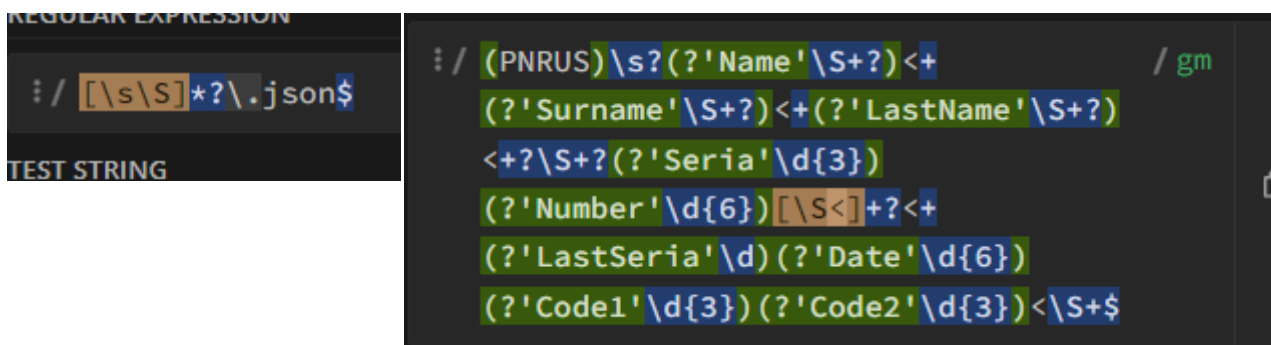 REGULAR EXPRESSION
/ [\s\S]*?\.json$
TEST STRING
/ (PNRUS)\s?(?'Name'\S+?)<+ / gm
(?'Surname'\S+?)<+(?'LastName'\S+?)
<+?\S+?(?'Seria'\d{3})
(?'Number'\d{6})[\S<]+?<+
(?'LastSeria'\d)(?'Date'\d{6})
(?'Code1'\d{3})(?'Code2'\d{3})<\S+$